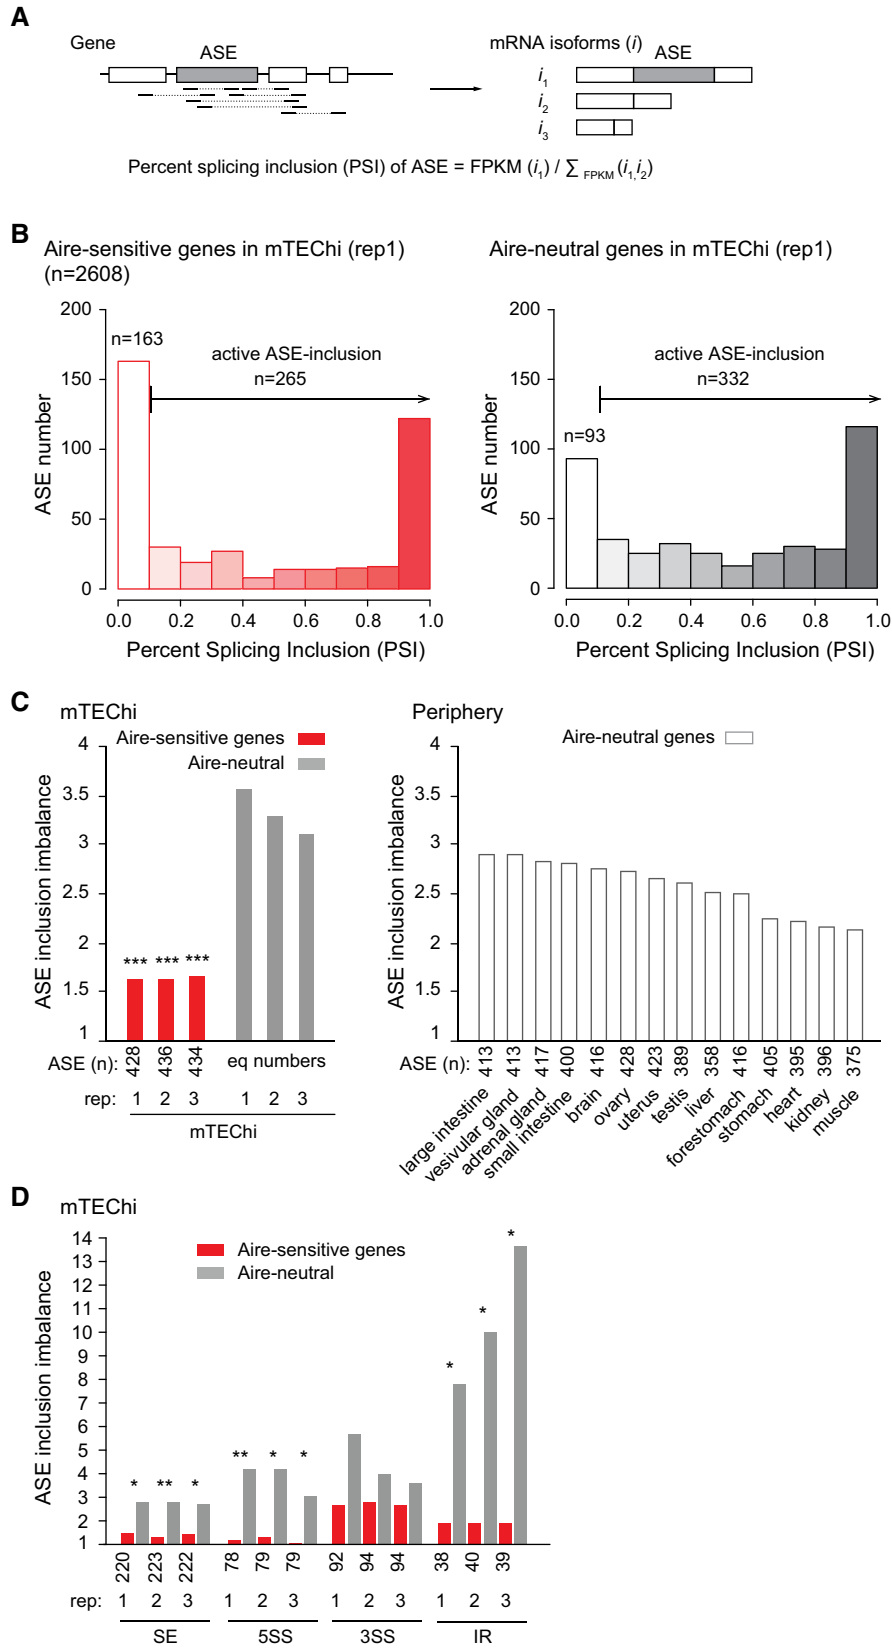 A
Gene
ASE
mRNA isoforms (i)
ASE
i1
i2
i3
Percent splicing inclusion (PSI) of ASE = FPKM (i1) / ∑ FPKM (i1,i2)
B
Aire-sensitive genes in mTEChi (rep1)
(n=2608)
Aire-neutral genes in mTEChi (rep1)
200
150
100
50
0
ASE number
n=163
active ASE-inclusion
n=265
0.0 0.2 0.4 0.6 0.8 1.0
Percent Splicing Inclusion (PSI)
200
150
100
50
0
ASE number
n=93
active ASE-inclusion
n=332
0.0 0.2 0.4 0.6 0.8 1.0
Percent Splicing Inclusion (PSI)
C
mTEChi
Aire-sensitive genes
Aire-neutral
4
3.5
3
2.5
2
1.5
1
ASE inclusion imbalance
*** *** ***
ASE (n): 428 436 434 eq numbers
rep: 1 2 3 1 2 3
mTEChi
Periphery
Aire-neutral genes
4
3.5
3
2.5
2
1.5
1
ASE inclusion imbalance
ASE (n): 413 413 417 400 416 428 423 389 358 416 405 395 396 375
large intestine
vesivular gland
adrenal gland
small intestine
brain
ovary
uterus
testis
liver
forestomach
stomach
heart
kidney
muscle
D
mTEChi
Aire-sensitive genes
Aire-neutral
14
13
12
11
10
9
8
7
6
5
4
3
2
1
ASE inclusion imbalance
* ** * ** * * * * *
220 223 222 78 79 79 92 94 94 38 40 39
rep: 1 2 3 1 2 3 1 2 3 1 2 3
SE 5SS 3SS IR